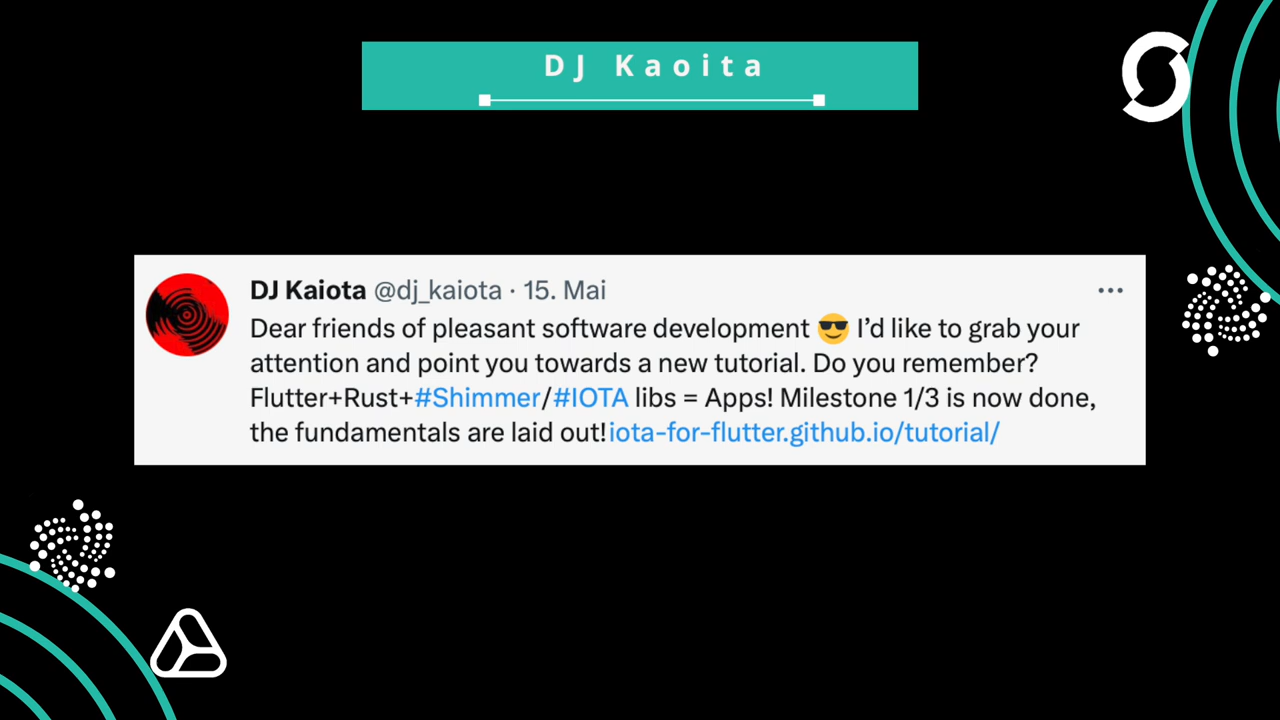 DJ Kaoita
DJ Kaiota @dj_kaiota · 15. Mai
Dear friends of pleasant software development 😎 I’d like to grab your
attention and point you towards a new tutorial. Do you remember?
Flutter+Rust+#Shimmer/#IOTA libs = Apps! Milestone 1/3 is now done,
the fundamentals are laid out!iota-for-flutter.github.io/tutorial/